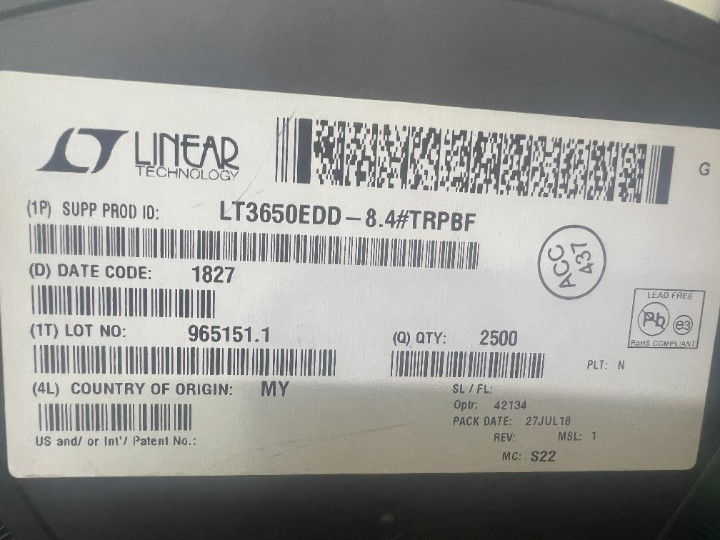 LINEAR
TECHNOLOGY
G
(1P) SUPP PROD ID: LT3650EDD-8.4#TRPBF
ACC
437
(D) DATE CODE: 1827
LEAD FREE
Pb e3
RoHS COMPLIANT
(1T) LOT NO: 965151.1 (Q) QTY: 2500
PLT: N
(4L) COUNTRY OF ORIGIN: MY
SL / FL:
Optr: 42134
PACK DATE: 27JUL18
REV: MSL: 1
MC: S22
US and/ or Int'/ Patent No.: